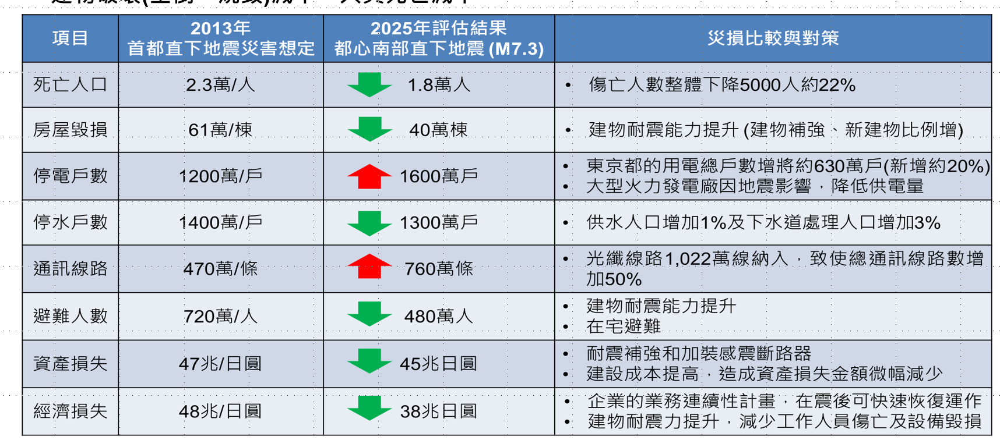 建物破壞(全倒、燒毀)減半、人員死亡減半
項目
2013年
首都直下地震災害想定
2025年評估結果
都心南部直下地震(M7.3)
災損比較與對策
死亡人口
2.3萬/人
1.8萬人
• 傷亡人數整體下降5000人約22%
房屋毀損
61萬/棟
40萬棟
• 建物耐震能力提升(建物補強、新建物比例增)
停電戶數
1200萬/戶
1600萬戶
• 東京都的用電總戶數增將約630萬戶(新增約20%)
• 大型火力發電廠因地震影響，降低供電量
停水戶數
1400萬/戶
1300萬戶
• 供水人口增加1%及下水道處理人口增加3%
通訊線路
470萬/條
760萬條
• 光纖線路1,022萬線納入，致使總通訊線路數增
加50%
避難人數
720萬/人
480萬人
• 建物耐震能力提升
• 在宅避難
資產損失
47兆/日圓
45兆日圓
• 耐震補強和加裝感震斷路器
• 建設成本提高，造成資產損失金額微幅減少
經濟損失
48兆/日圓
38兆日圓
• 企業的業務連續性計畫，在震後可快速恢復運作
• 建物耐震力提升，減少工作人員傷亡及設備毀損